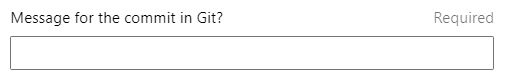 Message for the commit in Git? Required